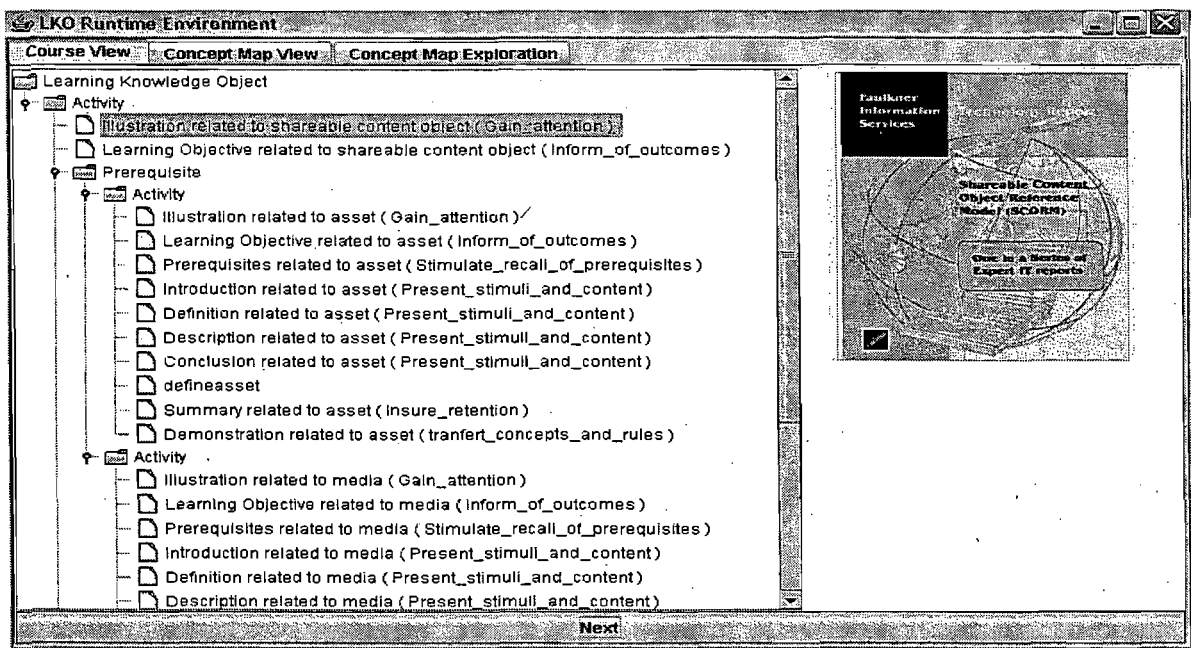 LKO Runtime Environment
Course View Concept Map View Concept Map Exploration
Learning Knowledge Object
Activity
Illustration related to shareable content object ( Gain_attention )
Learning Objective related to shareable content object ( Inform_of_outcomes )
Prerequisite
Activity
Illustration related to asset ( Gain_attention )
Learning Objective related to asset ( Inform_of_outcomes )
Prerequisites related to asset ( Stimulate_recall_of_prerequisites )
Introduction related to asset ( Present_stimuli_and_content )
Definition related to asset ( Present_stimuli_and_content )
Description related to asset ( Present_stimuli_and_content )
Conclusion related to asset ( Present_stimuli_and_content )
defineasset
Summary related to asset ( Insure_retention )
Demonstration related to asset ( tranfert_concepts_and_rules )
Activity
Illustration related to media ( Gain_attention )
Learning Objective related to media ( Inform_of_outcomes )
Prerequisites related to media ( Stimulate_recall_of_prerequisites )
Introduction related to media ( Present_stimuli_and_content )
Definition related to media ( Present_stimuli_and_content )
Description related to media ( Present_stimuli_and_content )
Faulkner
Information
Services
Shareable Content
Object Reference
Model (SCORM)
One in a Series of
Expert IT reports
Next